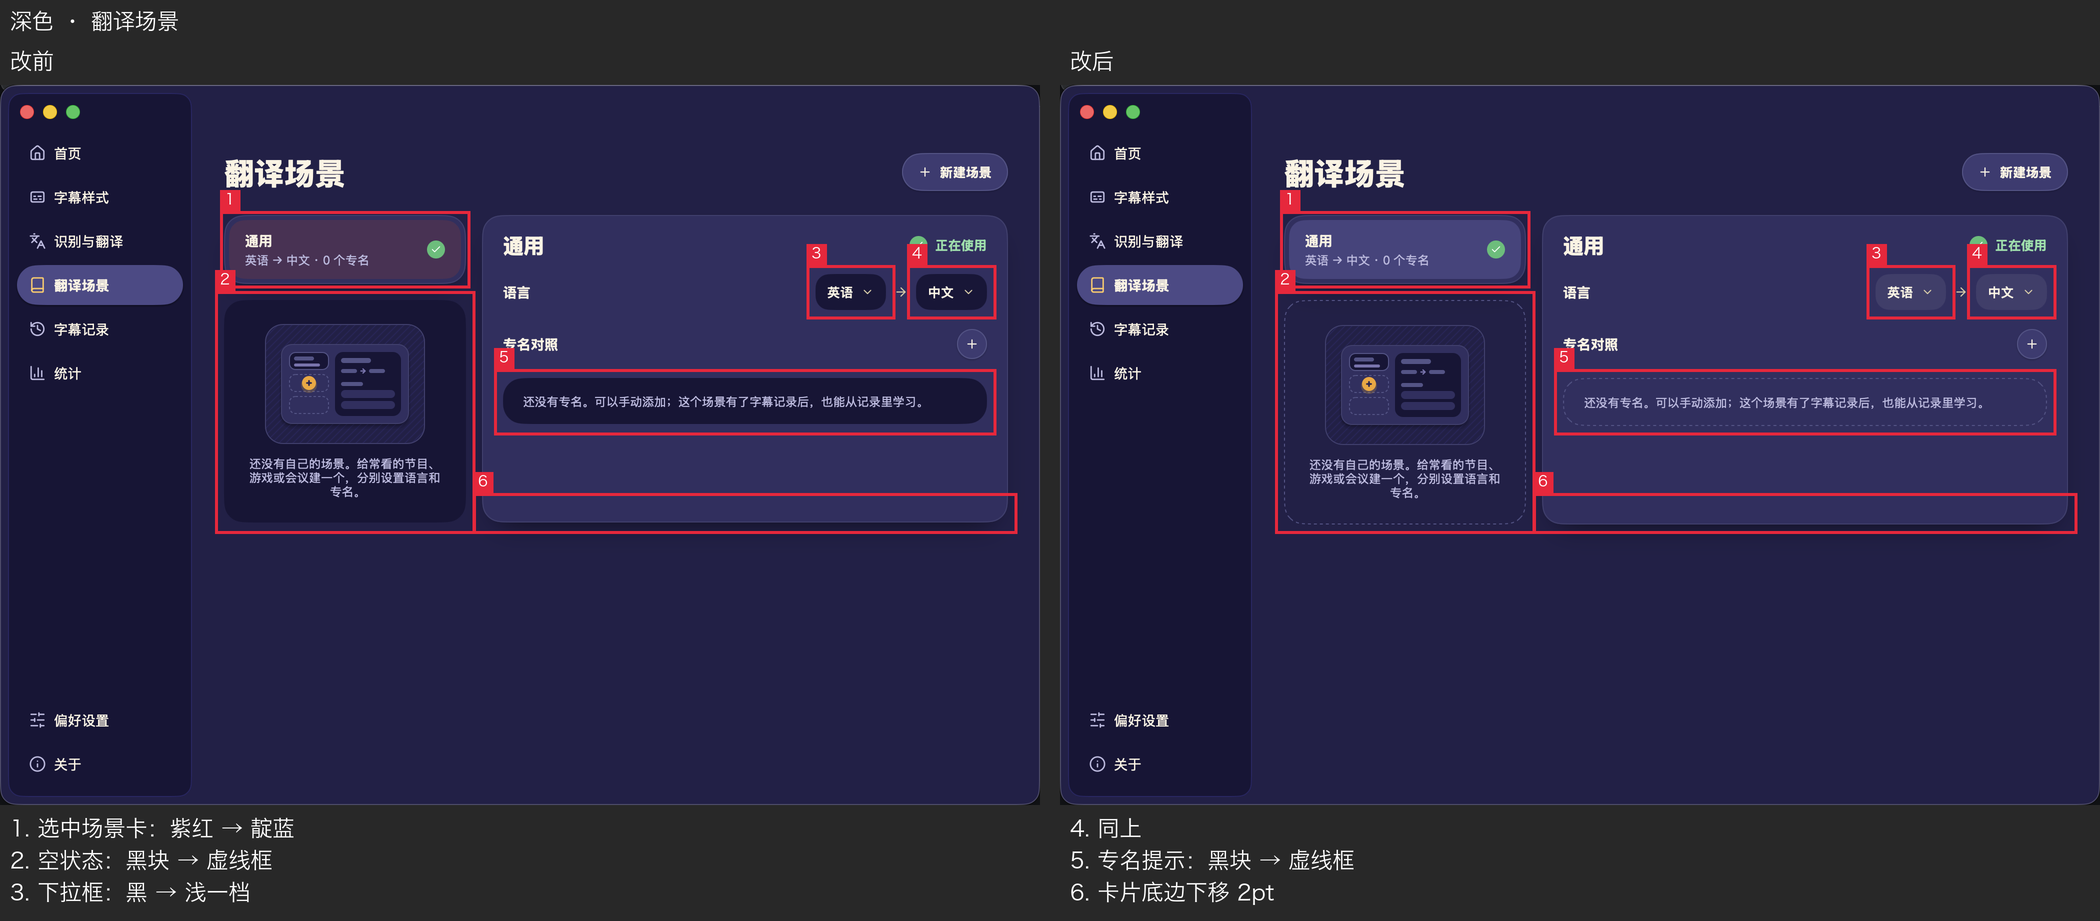 深色 · 翻译场景
改前
首页
字幕样式
识别与翻译
翻译场景
字幕记录
统计
偏好设置
关于
翻译场景
+ 新建场景
1
通用
英语 → 中文 · 0 个专名
2
还没有自己的场景。给常看的节目、
游戏或会议建一个，分别设置语言和
专名。
通用
正在使用
3
4
语言
英语
→
中文
专名对照
+
5
还没有专名。可以手动添加；这个场景有了字幕记录后，也能从记录里学习。
6
改后
首页
字幕样式
识别与翻译
翻译场景
字幕记录
统计
偏好设置
关于
翻译场景
+ 新建场景
1
通用
英语 → 中文 · 0 个专名
2
还没有自己的场景。给常看的节目、
游戏或会议建一个，分别设置语言和
专名。
通用
正在使用
3
4
语言
英语
→
中文
专名对照
+
5
还没有专名。可以手动添加；这个场景有了字幕记录后，也能从记录里学习。
6
1. 选中场景卡：紫红 → 靛蓝
2. 空状态：黑块 → 虚线框
3. 下拉框：黑 → 浅一档
4. 同上
5. 专名提示：黑块 → 虚线框
6. 卡片底边下移 2pt